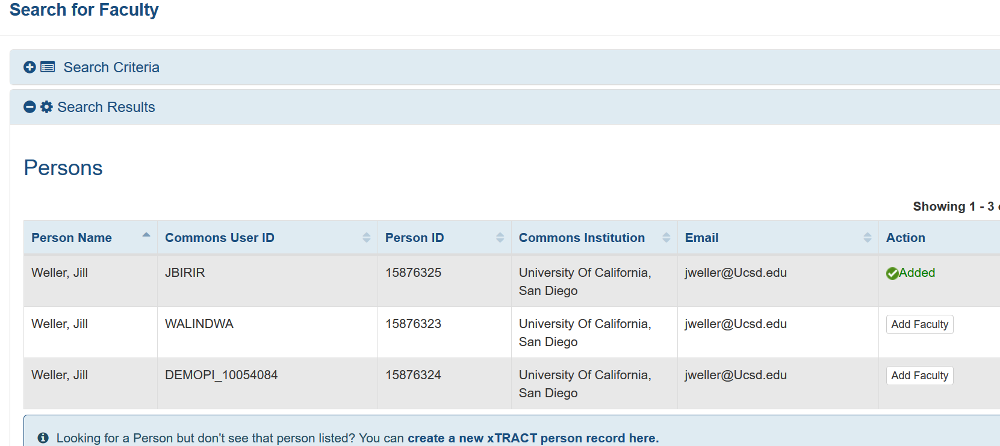 Search for Faculty
Search Criteria
Search Results
Persons
Showing 1 - 3
Person Name Commons User ID Person ID Commons Institution Email Action
Weller, Jill JBIRIR 15876325 University Of California, jweller@Ucsd.edu Added
San Diego
Weller, Jill WALINDWA 15876323 University Of California, jweller@Ucsd.edu Add Faculty
San Diego
Weller, Jill DEMOPI_10054084 15876324 University Of California, jweller@Ucsd.edu Add Faculty
San Diego
Looking for a Person but don't see that person listed? You can create a new xTRACT person record here.